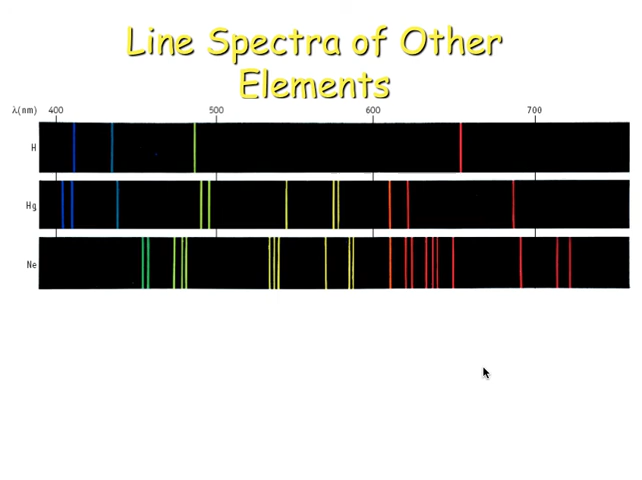 Line Spectra of Other
Elements
λ(nm) 400 500 600 700
H
Hg
Ne